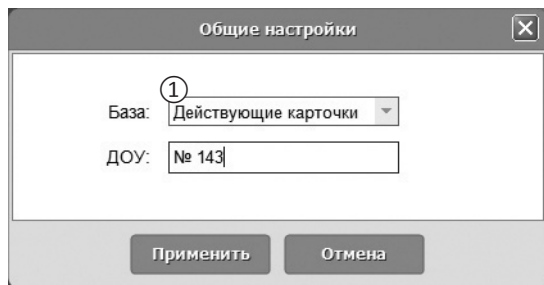 Общие настройки
①
База: Действующие карточки
ДОУ: № 143
Применить Отмена